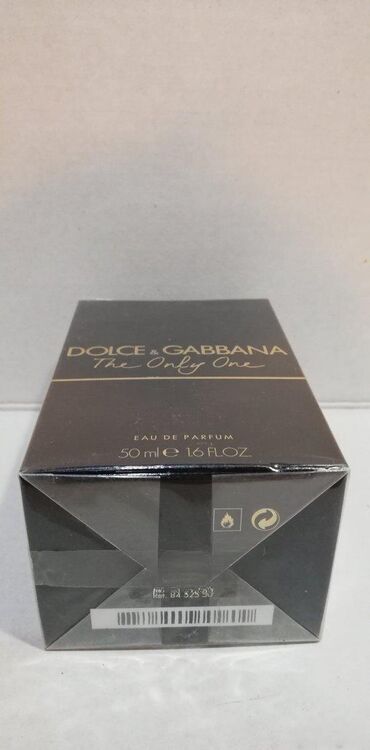 DOLCE & GABBANA
The Only One
EAU DE PARFUM
50 ml ℮ 1.6 FL.OZ.